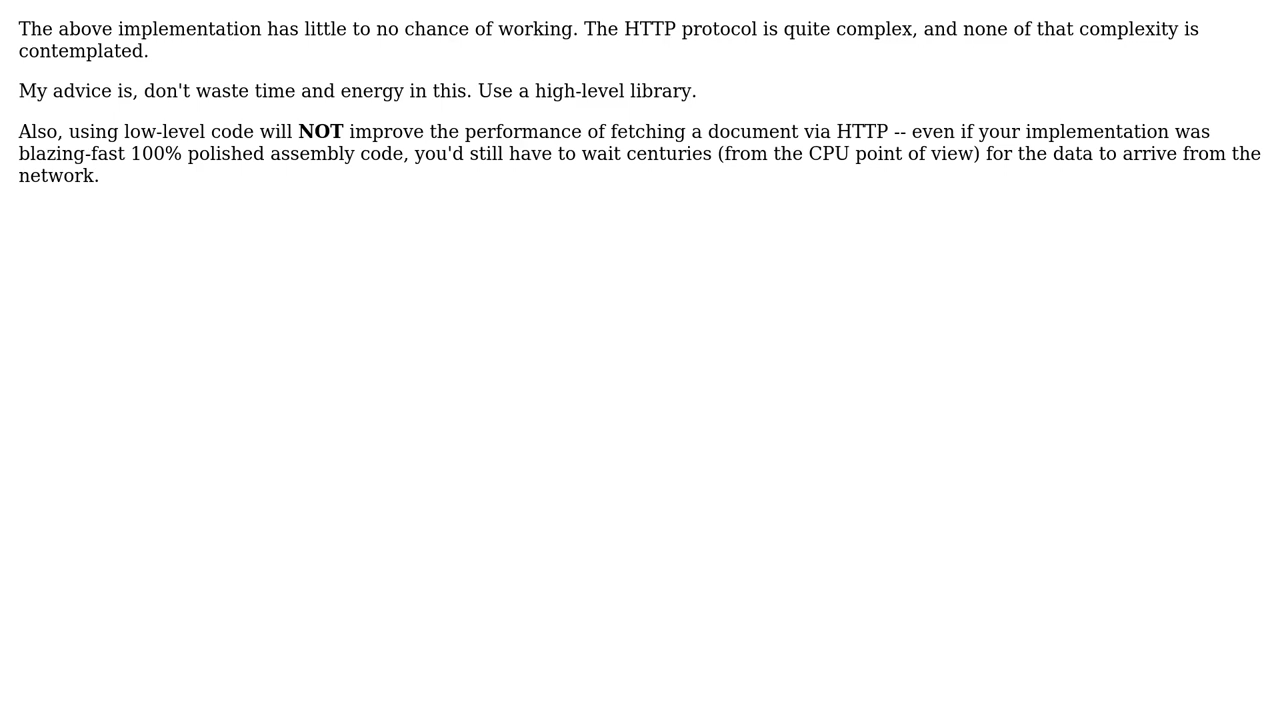 The above implementation has little to no chance of working. The HTTP protocol is quite complex, and none of that complexity is
contemplated.
My advice is, don't waste time and energy in this. Use a high-level library.
Also, using low-level code will NOT improve the performance of fetching a document via HTTP -- even if your implementation was
blazing-fast 100% polished assembly code, you'd still have to wait centuries (from the CPU point of view) for the data to arrive from the
network.